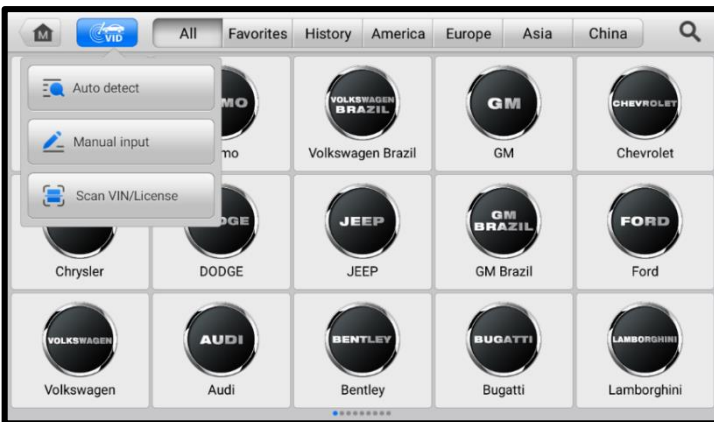 M
VID
All
Favorites
History
America
Europe
Asia
China
Auto detect
Manual input
Scan VIN/License
MO
mo
VOLKSWAGEN
BRAZIL
Volkswagen Brazil
GM
GM
CHEVROLET
Chevrolet
Chrysler
DGE
DODGE
JEEP
JEEP
GM
BRAZIL
GM Brazil
FORD
Ford
VOLKSWAGEN
Volkswagen
AUDI
Audi
BENTLEY
Bentley
BUGATTI
Bugatti
LAMBORGHINI
Lamborghini